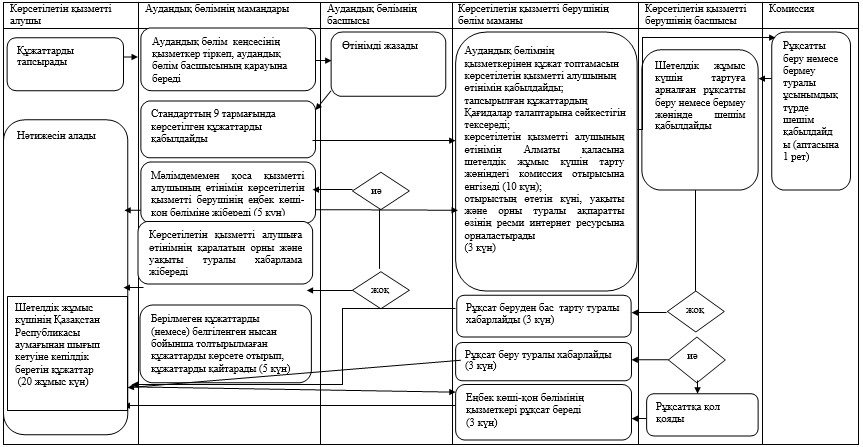 Көрсетілетін қызметті
алушы
Аудандық бөлімнің мамандары
Аудандық бөлімнің
басшысы
Көрсетілетін қызметті берушінің
бөлім маманы
Көрсетілетін қызметті
берушінің басшысы
Комиссия
Құжаттарды
тапсырады
Нәтижесін алады
Шетелдік жұмыс
күшінің Қазақстан
Республикасы
аумағынан шығып
кетуіне кепілдік
беретін құжаттар
(20 жұмыс күн)
Аудандық бөлім кеңсесінің
қызметкер тіркеп, аудандық
бөлім басшысының қарауына
береді
Стандарттың 9 тармағында
көрсетілген құжаттарды
қабылдайды
Мәлімдемемен қоса қызметті
алушының өтінімін көрсетілетін
қызметті берушінің еңбек көші-
қон бөліміне жібереді (5 күн)
Көрсетілетін қызметті алушыға
өтінімнің қаралатын орны және
уақыты туралы хабарлама
жібереді
Берілмеген құжаттарды
(немесе) белгіленген нысан
бойынша толтырылмаған
құжаттарды көрсете отырып,
құжаттарды қайтарады (5 күн)
Өтінімді жазады
иә
жоқ
Аудандық бөлімнің
қызметкерінен құжат топтамасын
көрсетілетін қызметті алушының
өтінімін қабылдайды;
тапсырылған құжаттардың
Қағидалар талаптарына сәйкестігін
тексереді;
көрсетілетін қызметті алушының
өтінімін Алматы қаласына
шетелдік жұмыс күшін тарту
жөніндегі комиссия отырысына
енгізеді (10 күн);
отырыстың өтетін күні, уақыты
және орны туралы ақпаратты
өзінің ресми интернет ресурсына
орналастырады
(3 күн)
Рұқсат беруден бас тарту туралы
хабарлайды (3 күн)
Рұқсат беру туралы хабарлайды
(3 күн)
Еңбек көші-қон бөлімінің
қызметкері рұқсат береді
(3 күн)
Шетелдік жұмыс
күшін тартуға
арналған рұқсатты
беру немесе бермеу
жөнінде шешім
қабылдайды
жоқ
иә
Рұқсатқа қол
қояды
Рұқсатты
беру немесе
бермеу
туралы
ұсынымдық
түрде
шешім
қабылдайд
ы (аптасына
1 рет)